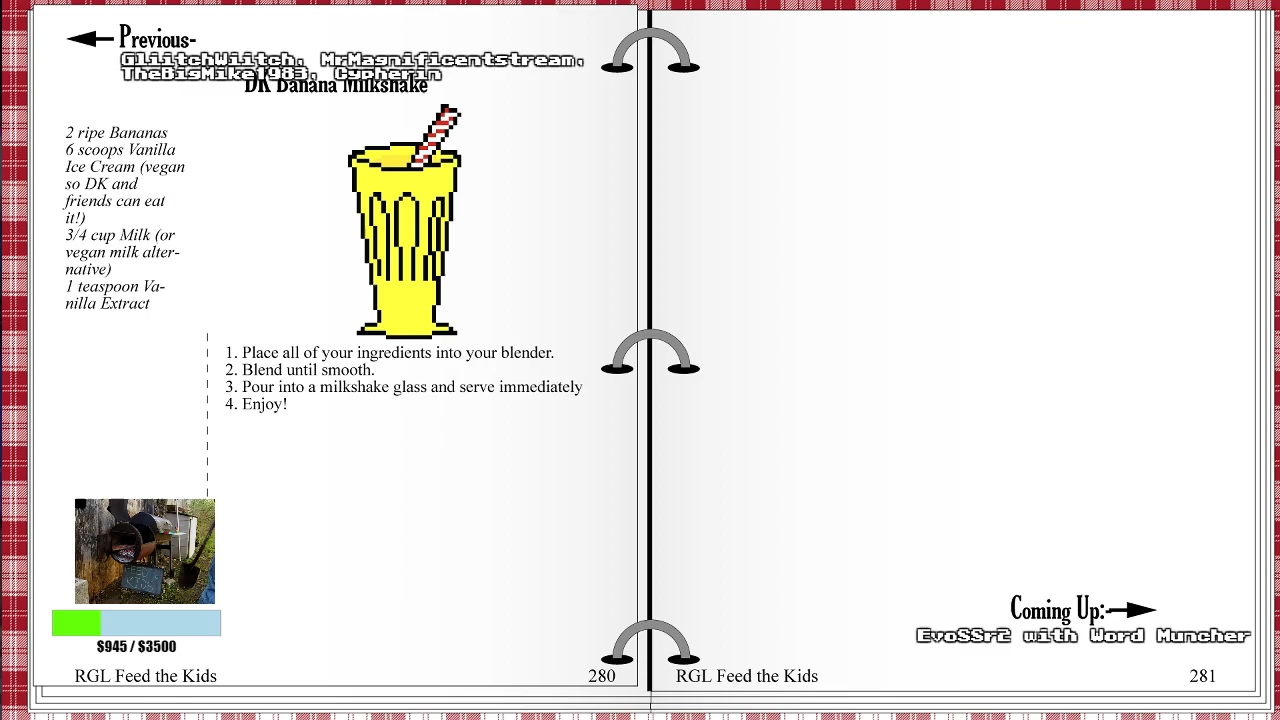 Previous-
GliitchWiitch, MrMagnificentstream,
TheBigMike1983, Cypherin
DK Banana Milkshake
2 ripe Bananas
6 scoops Vanilla
Ice Cream (vegan
so DK and
friends can eat
it!)
3/4 cup Milk (or
vegan milk alter-
native)
1 teaspoon Va-
nilla Extract
1. Place all of your ingredients into your blender.
2. Blend until smooth.
3. Pour into a milkshake glass and serve immediately
4. Enjoy!
$945 / $3500
RGL Feed the Kids
280
Coming Up:-
EvoSSr2 with Word Muncher
RGL Feed the Kids
281